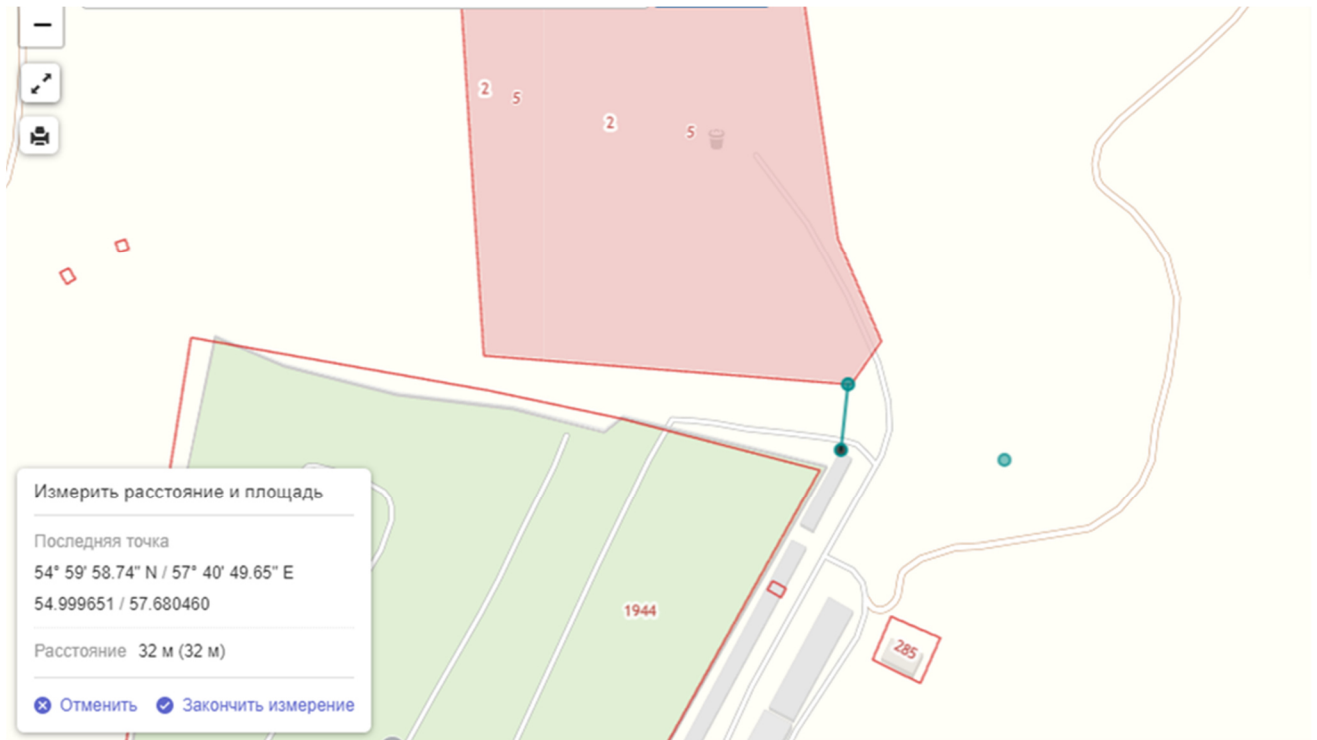 2
5
2
5
Измерить расстояние и площадь
Последняя точка
54° 59' 58.74" N / 57° 40' 49.65" E
54.999651 / 57.680460
1944
Расстояние 32 м (32 м)
285
Отменить Закончить измерение